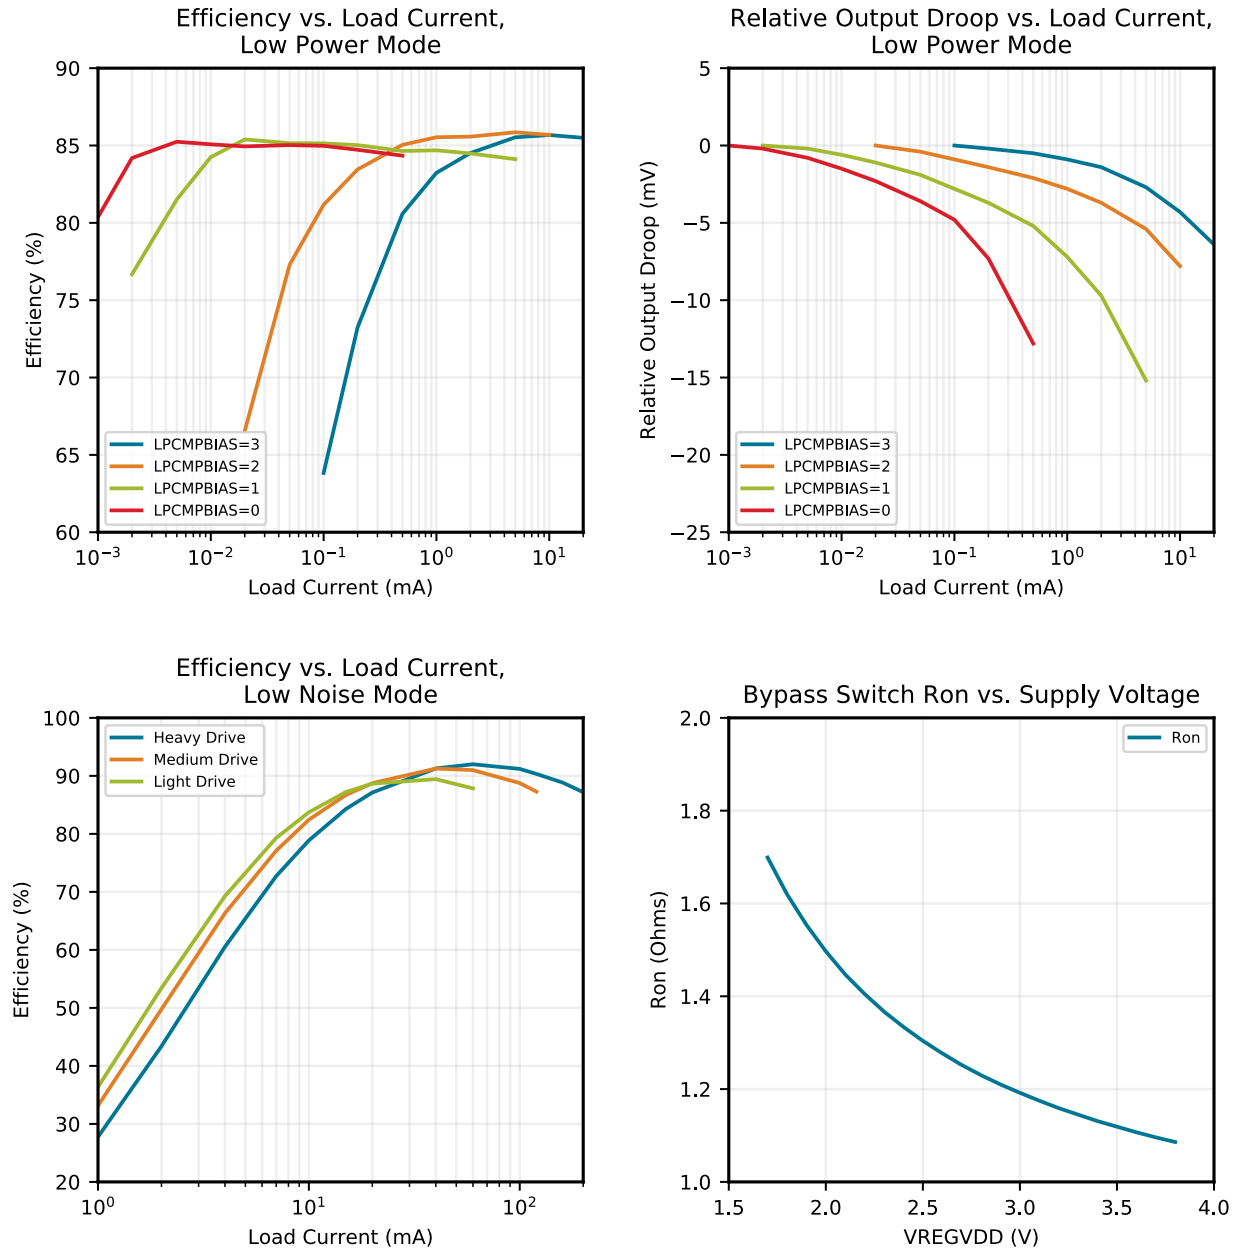 Efficiency vs. Load Current,
Low Power Mode
90
85
80
75
70
65
60
Efficiency (%)
LPCMPBIAS=3
LPCMPBIAS=2
LPCMPBIAS=1
LPCMPBIAS=0
10⁻³ 10⁻² 10⁻¹ 10⁰ 10¹
Load Current (mA)
Relative Output Droop vs. Load Current,
Low Power Mode
5
0
−5
−10
−15
−20
−25
Relative Output Droop (mV)
LPCMPBIAS=3
LPCMPBIAS=2
LPCMPBIAS=1
LPCMPBIAS=0
10⁻³ 10⁻² 10⁻¹ 10⁰ 10¹
Load Current (mA)
Efficiency vs. Load Current,
Low Noise Mode
100
90
80
70
60
50
40
30
20
Efficiency (%)
Heavy Drive
Medium Drive
Light Drive
10⁰ 10¹ 10²
Load Current (mA)
Bypass Switch Ron vs. Supply Voltage
2.0
1.8
1.6
1.4
1.2
1.0
Ron (Ohms)
Ron
1.5 2.0 2.5 3.0 3.5 4.0
VREGVDD (V)